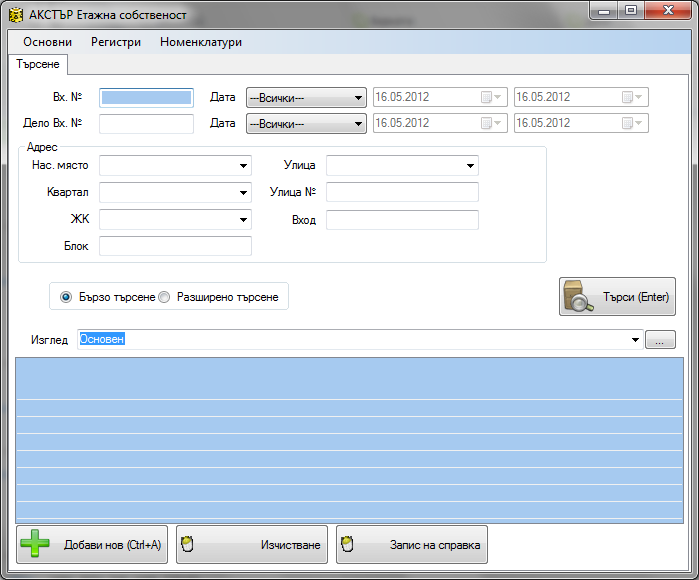 АКСТЪР Етажна собственост
Основни Регистри Номенклатури
Търсене
Вх. № Дата ---Всички--- 16.05.2012 16.05.2012
Дело Вх. № Дата ---Всички--- 16.05.2012 16.05.2012
Адрес
Нас. място Улица
Квартал Улица №
ЖК Вход
Блок
Бързо търсене Разширено търсене Търси (Enter)
Изглед Основен ...
Добави нов (Ctrl+A) Изчистване Запис на справка